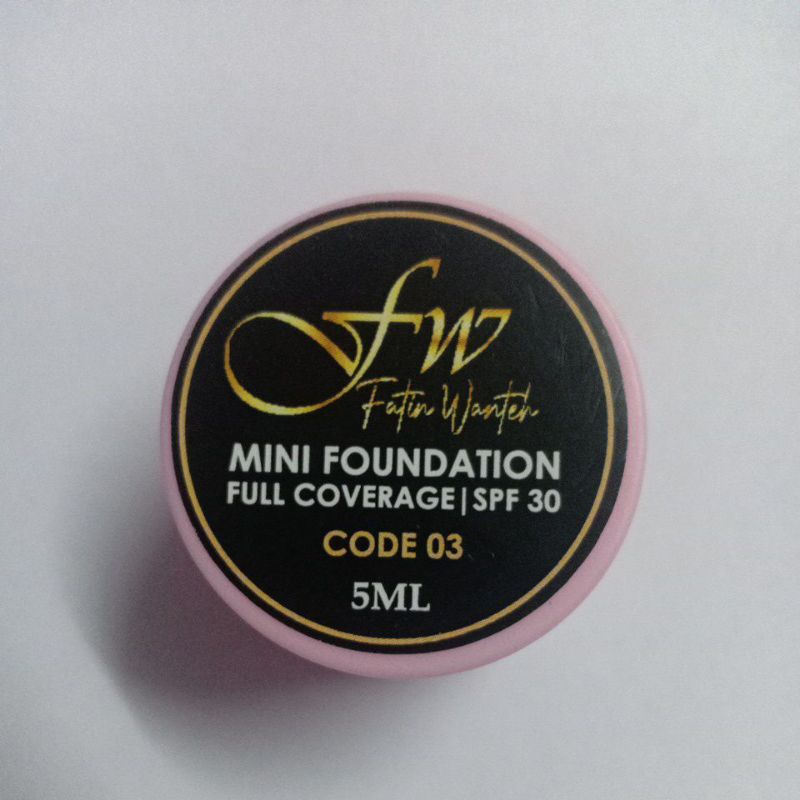 fw
Fatin Wanteh
MINI FOUNDATION
FULL COVERAGE|SPF 30
CODE 03
5ML